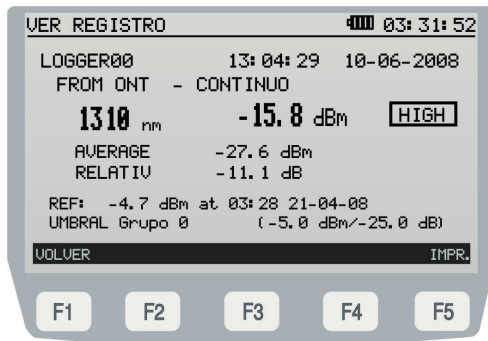 VER REGISTRO 03:31:52
LOGGER00 13:04:29 10-06-2008
FROM ONT - CONTINUO
1310 nm -15.8 dBm HIGH
AVERAGE -27.6 dBm
RELATIV -11.1 dB
REF: -4.7 dBm at 03:28 21-04-08
UMBRAL Grupo 0 (-5.0 dBm/-25.0 dB)
VOLVER IMPR.
F1 F2 F3 F4 F5